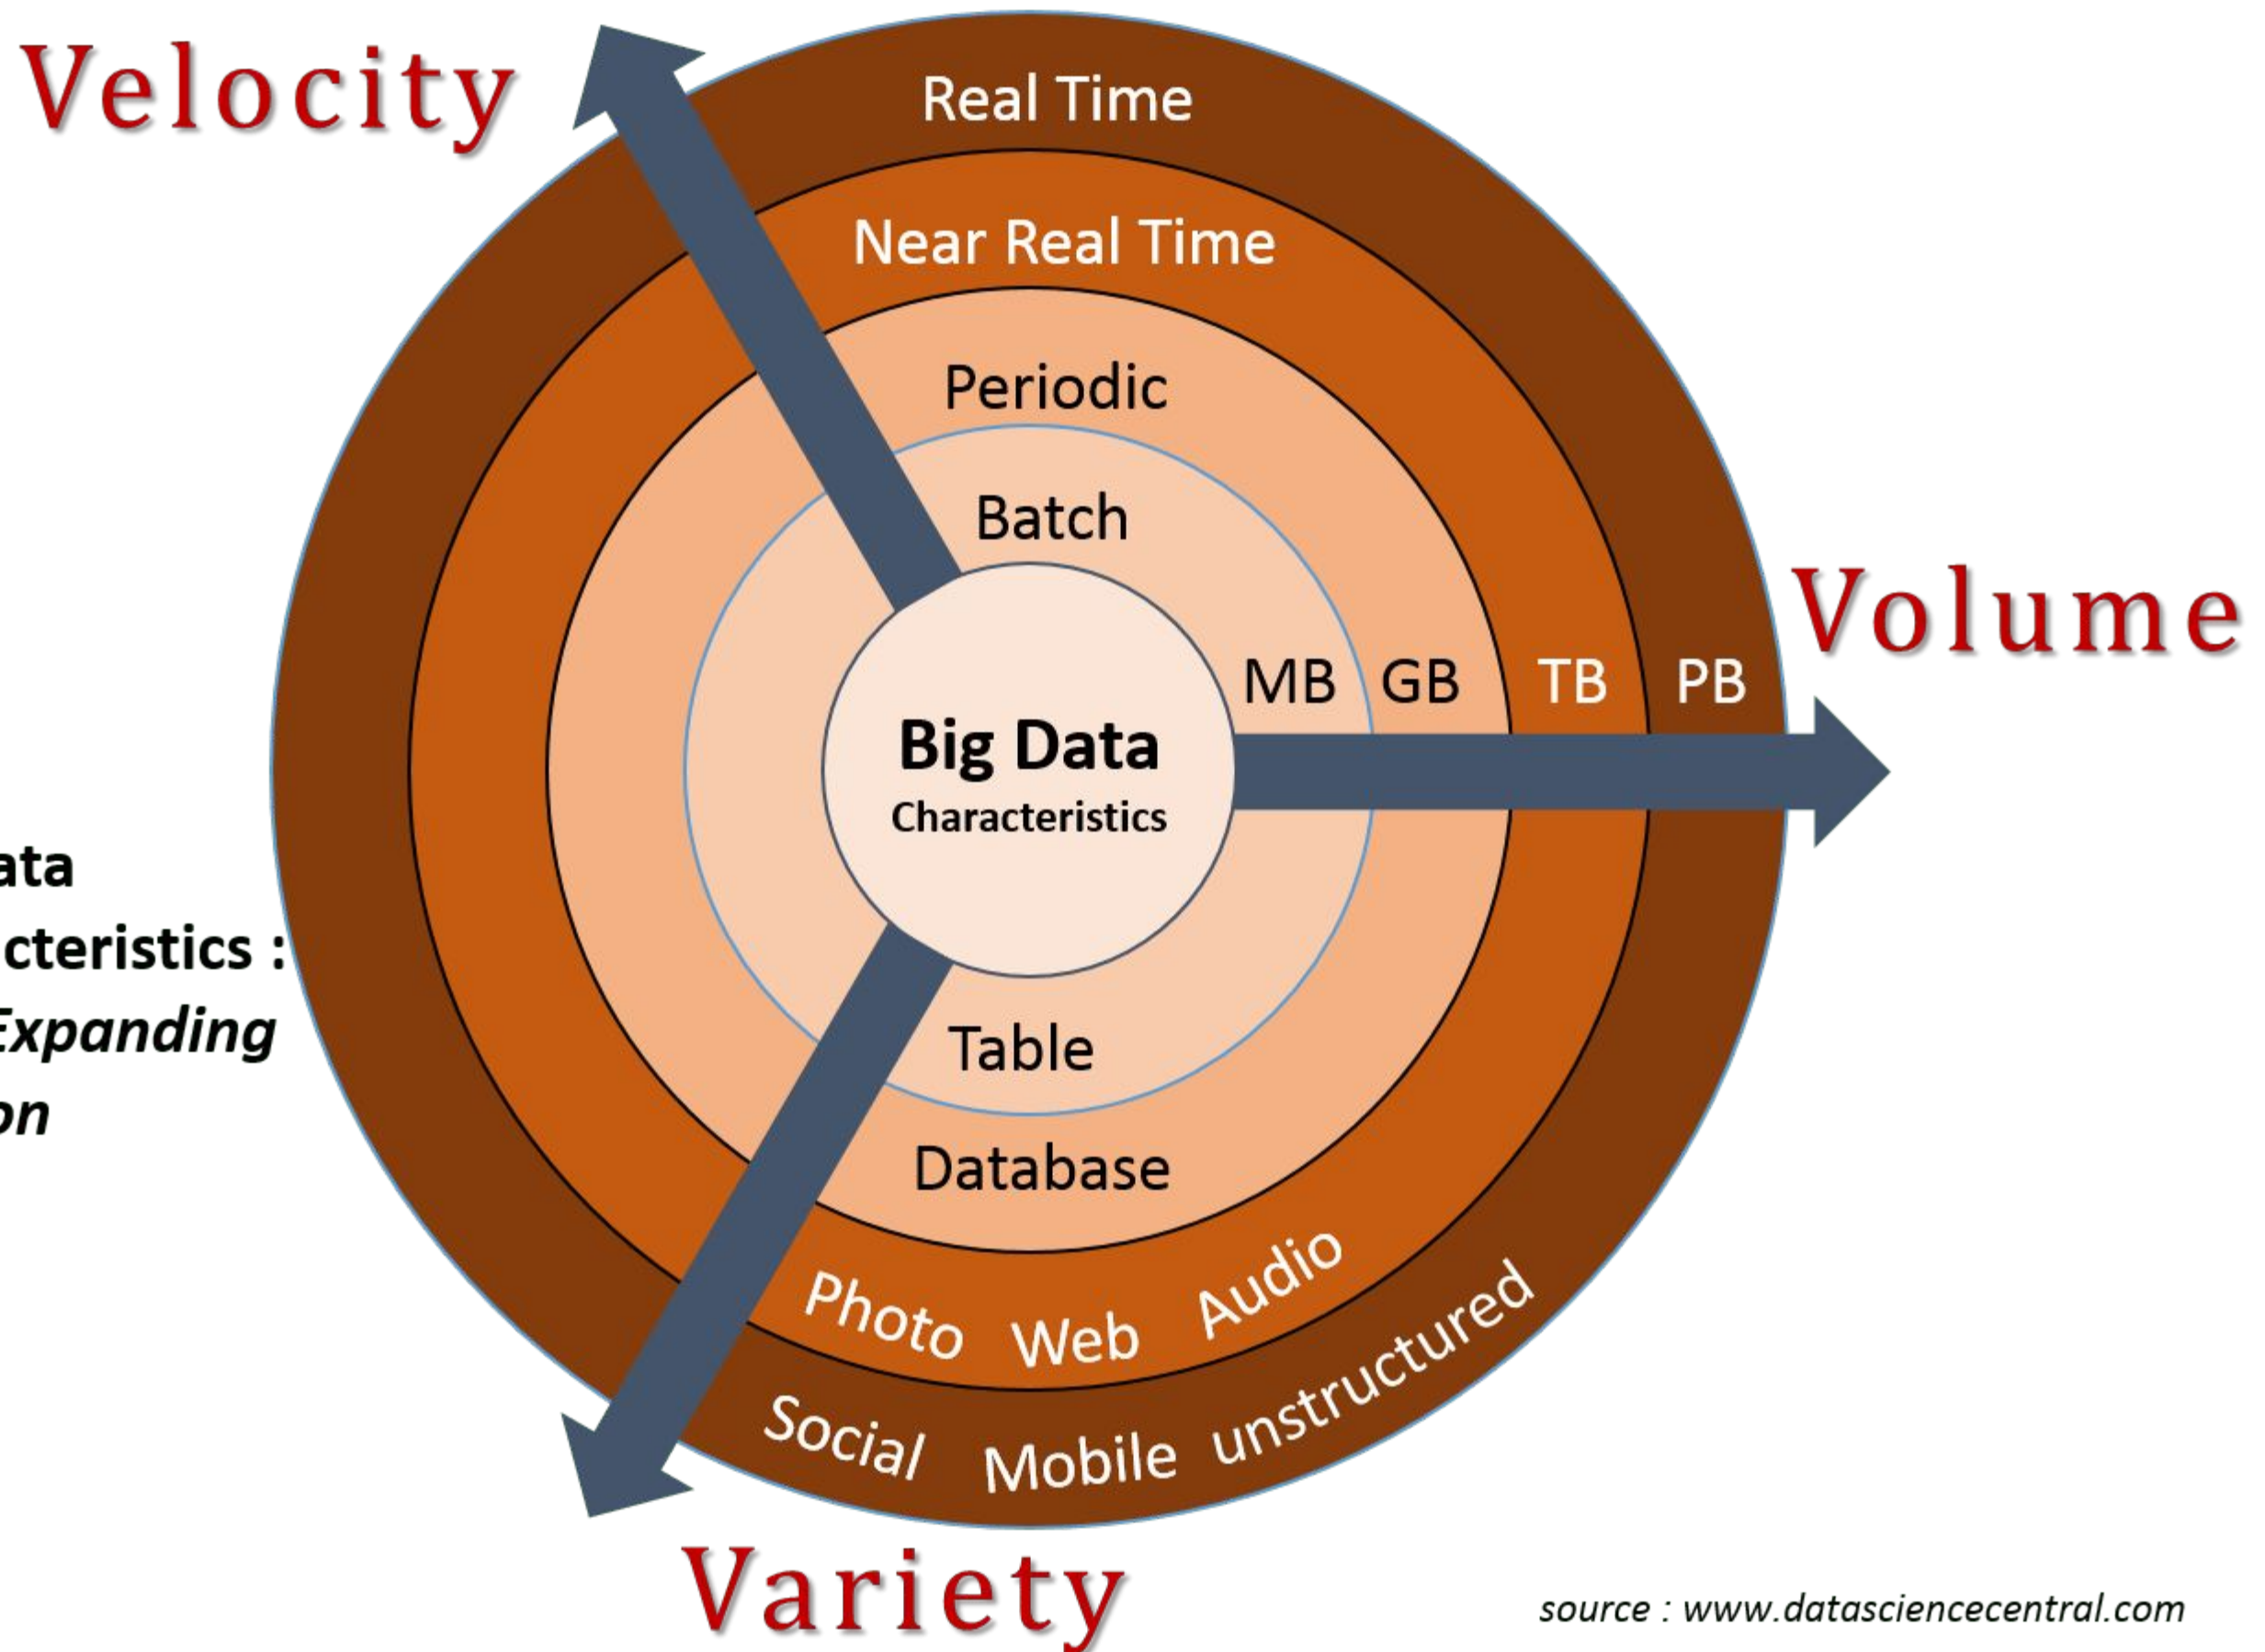 Velocity
Real Time
Near Real Time
Periodic
Batch
Volume
MB GB TB PB
Big Data
Characteristics
ata
cteristics :
Expanding
on
Table
Database
Photo Web Audio
Social Mobile unstructured
Variety
source : www.datasciencecentral.com